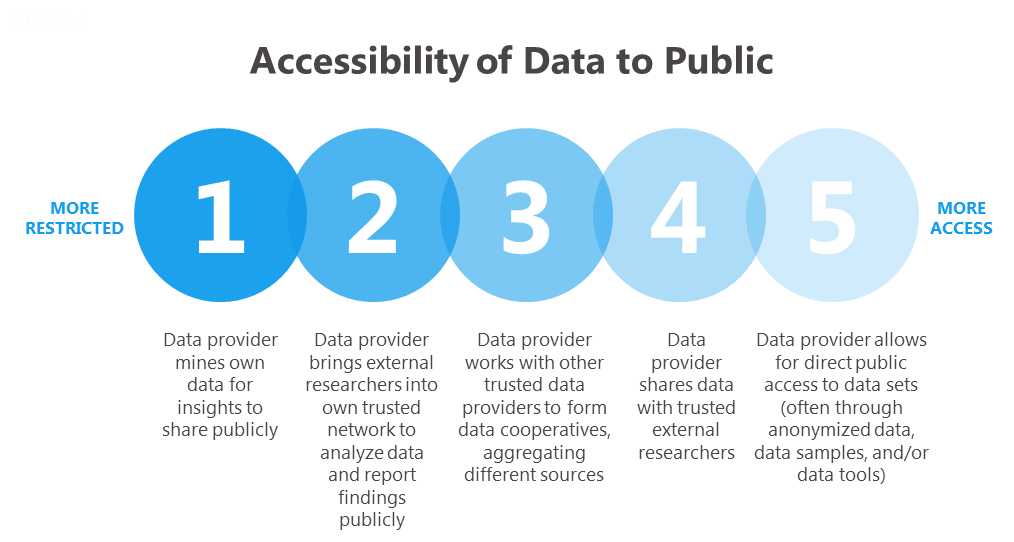 Accessibility of Data to Public
MORE
RESTRICTED
1
2
3
4
5
MORE
ACCESS
Data provider
mines own
data for
insights to
share publicly
Data provider
brings external
researchers into
own trusted
network to
analyze data
and report
findings
publicly
Data provider
works with other
trusted data
providers to form
data cooperatives,
aggregating
different sources
Data
provider
shares data
with trusted
external
researchers
Data provider allows
for direct public
access to data sets
(often through
anonymized data,
data samples, and/or
data tools)